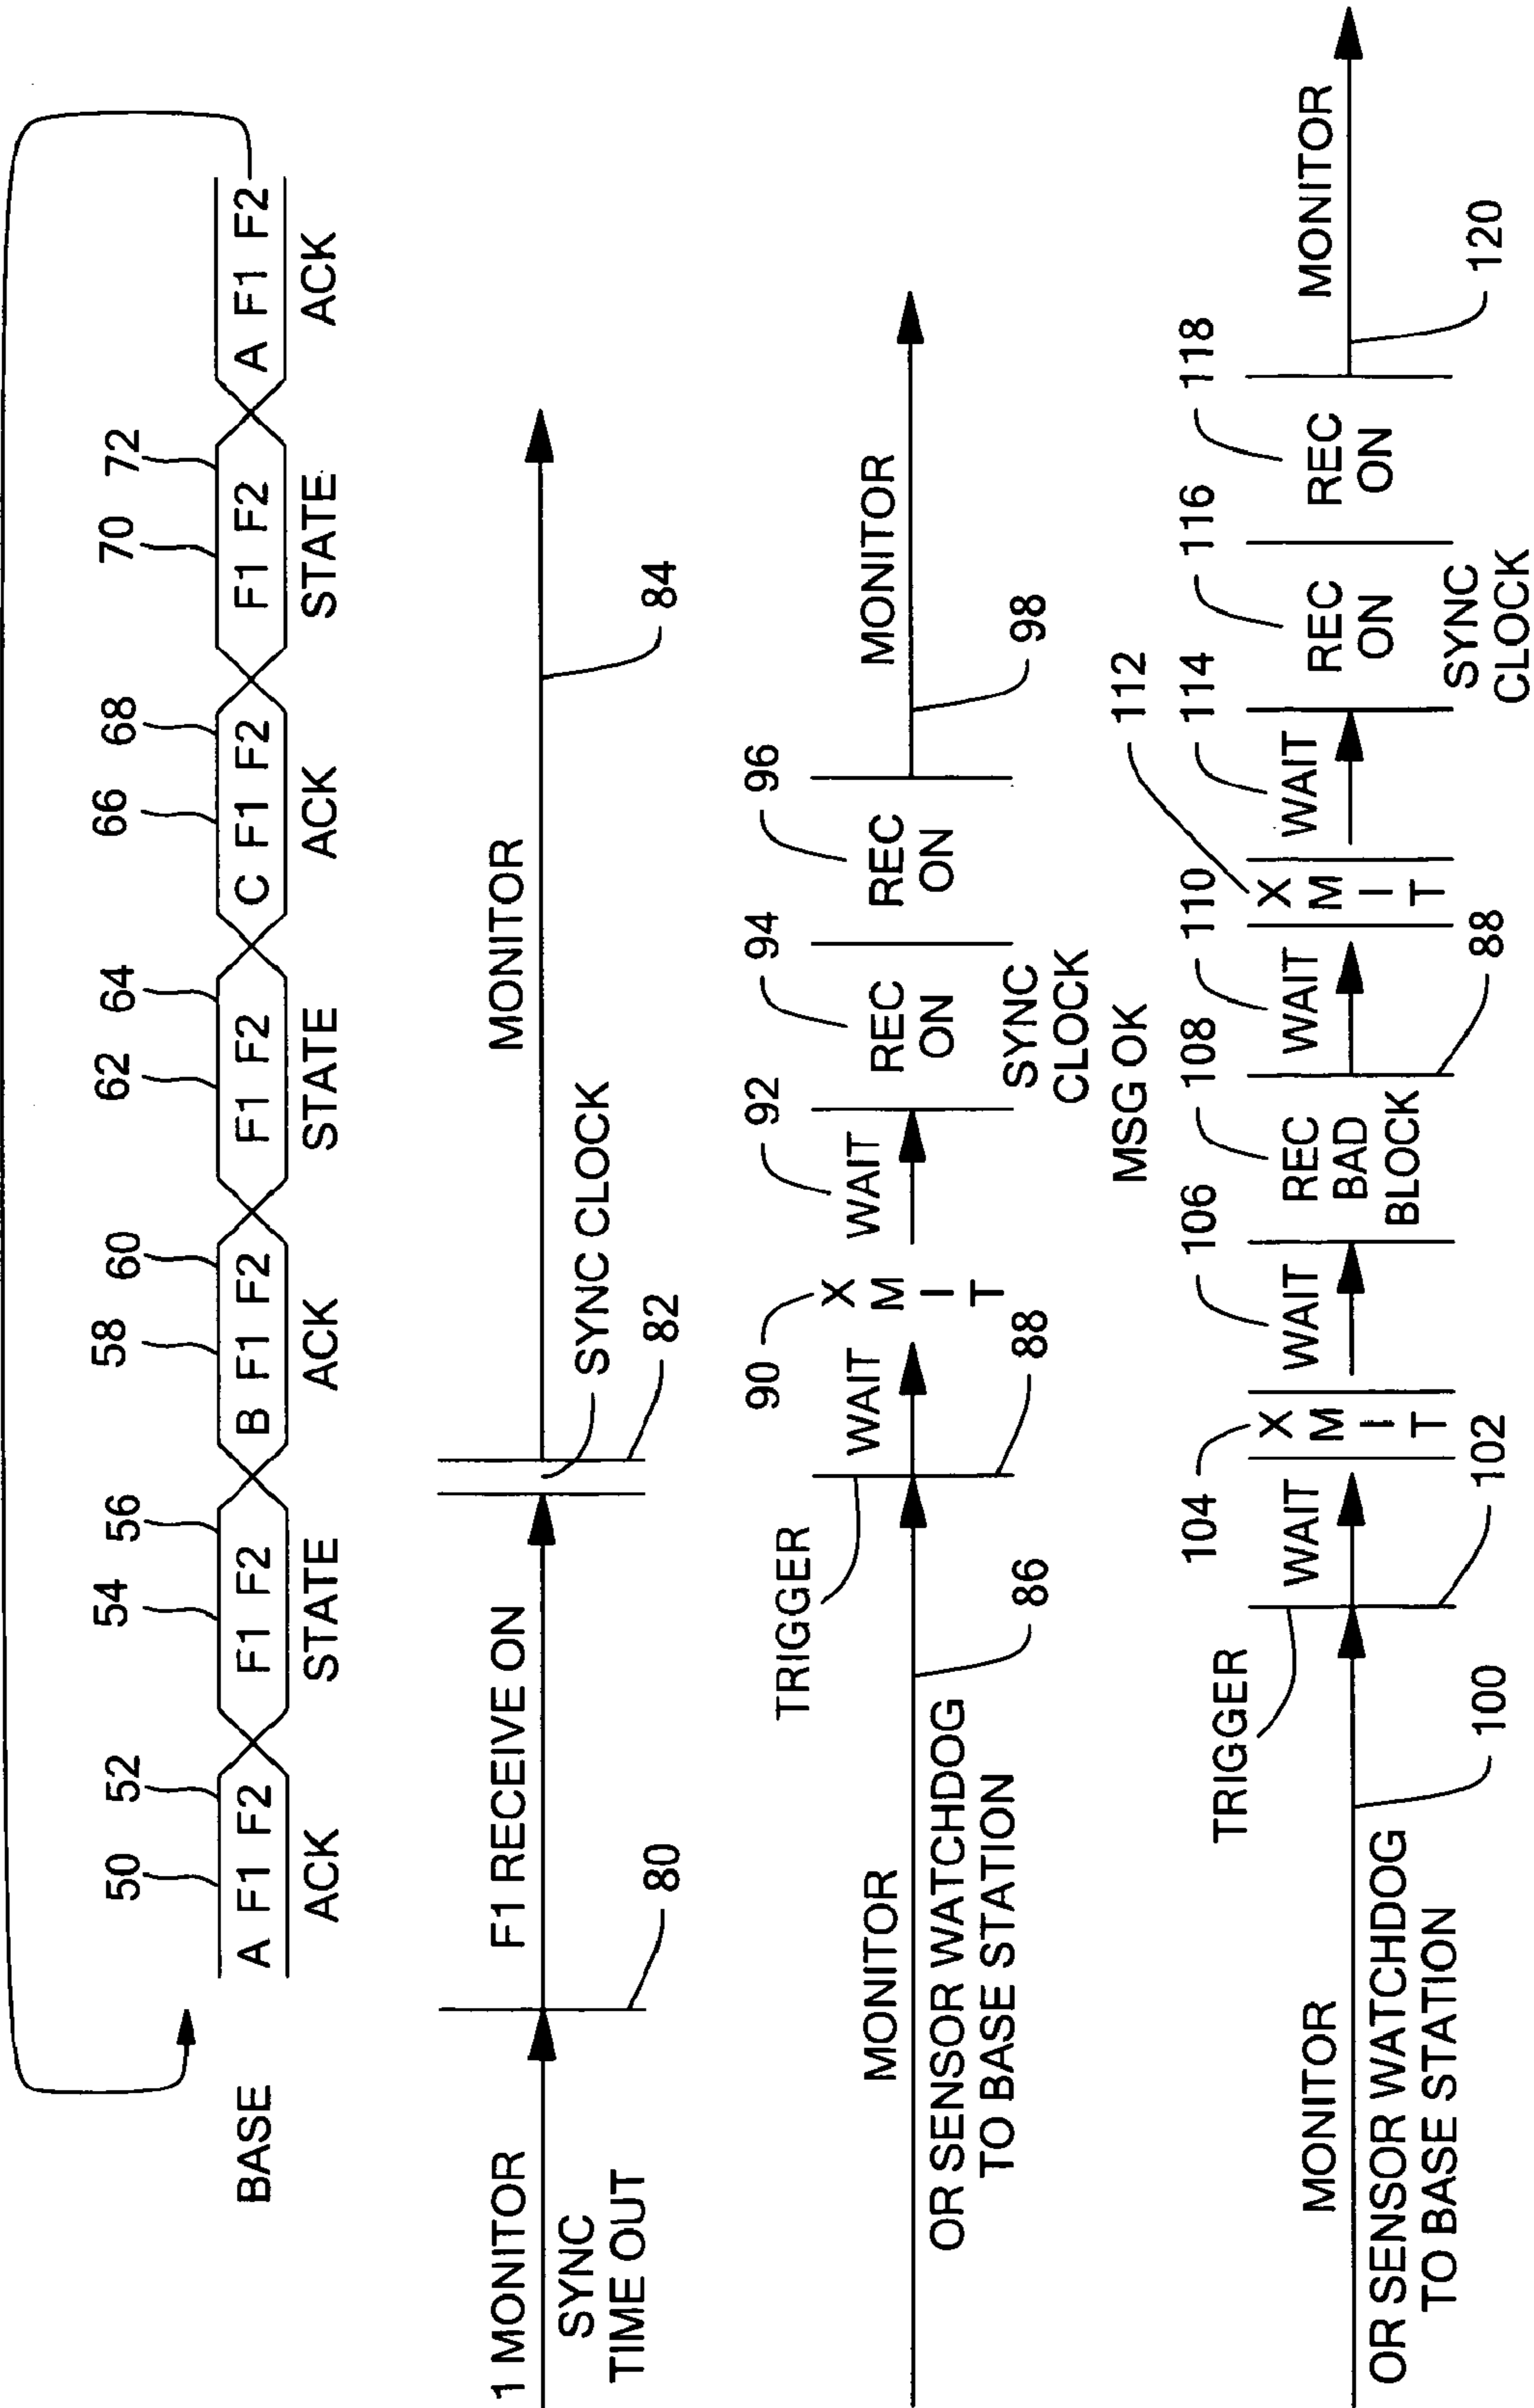 50 52 54 56 58 60 62 64 66 68 70 72
BASE
A F1 F2
F1 F2
B F1 F2
F1 F2
C F1 F2
F1 F2
A F1 F2
ACK
STATE
ACK
STATE
ACK
STATE
ACK
1 MONITOR
F1 RECEIVE ON
MONITOR
SYNC
TIME OUT
SYNC CLOCK
80
82
84
TRIGGER
90
92
94
96
MONITOR
WAIT
X
M
I
T
WAIT
REC
ON
REC
ON
MONITOR
OR SENSOR WATCHDOG
TO BASE STATION
86
88
SYNC
CLOCK
98
MSG OK
TRIGGER
104
106
108
110
112
114
116
118
MONITOR
WAIT
X
M
I
T
WAIT
REC
BAD
BLOCK
WAIT
X
M
I
T
WAIT
REC
ON
REC
ON
MONITOR
OR SENSOR WATCHDOG
TO BASE STATION
100
102
88
SYNC
CLOCK
120